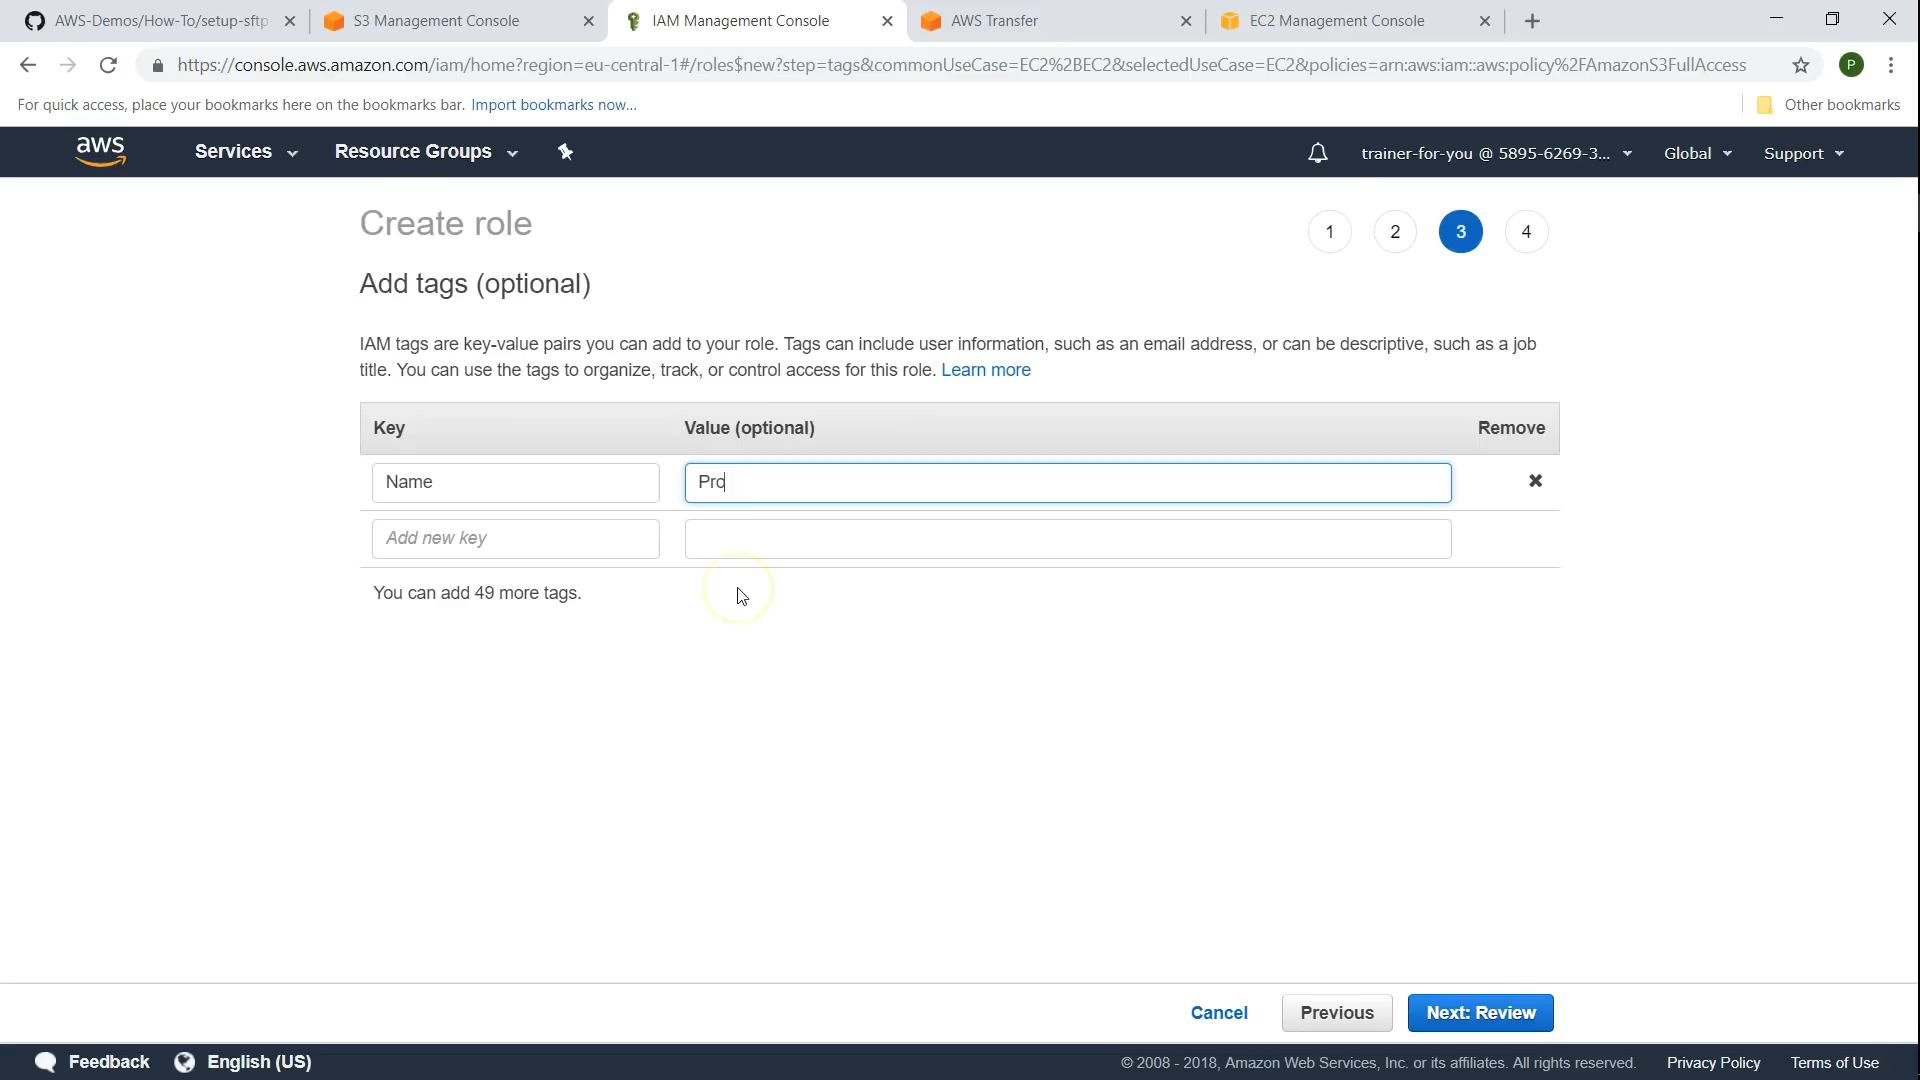 AWS-Demos/How-To/setup-sftp-
S3 Management Console
IAM Management Console
AWS Transfer
EC2 Management Console
https://console.aws.amazon.com/iam/home?region=eu-central-1#/roles$new?step=tags&commonUseCase=EC2%2BEC2&selectedUseCase=EC2&policies=arn:aws:iam::aws:policy%2FAmazonS3FullAccess
P
For quick access, place your bookmarks here on the bookmarks bar. Import bookmarks now...
Other bookmarks
aws
Services
Resource Groups
trainer-for-you @ 5895-6269-3...
Global
Support
Create role
1
2
3
4
Add tags (optional)
IAM tags are key-value pairs you can add to your role. Tags can include user information, such as an email address, or can be descriptive, such as a job
title. You can use the tags to organize, track, or control access for this role. Learn more
Key
Value (optional)
Remove
Name
Pro
Add new key
You can add 49 more tags.
Cancel
Previous
Next: Review
Feedback
English (US)
© 2008 - 2018, Amazon Web Services, Inc. or its affiliates. All rights reserved.
Privacy Policy
Terms of Use